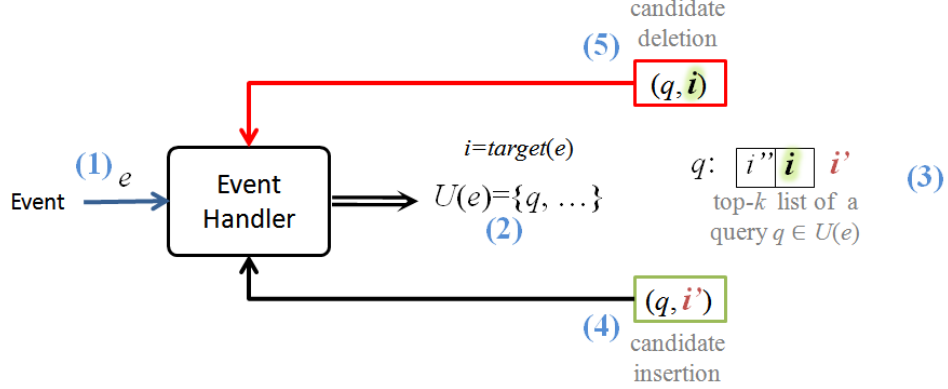 candidate
deletion
(5)
(q, i)
(1)
e
i=target(e)
Event
Event
Handler
U(e)={q, …}
(2)
q: i’’ i i’
(3)
top-k list of a
query q ∈ U(e)
(q, i’)
(4)
candidate
insertion